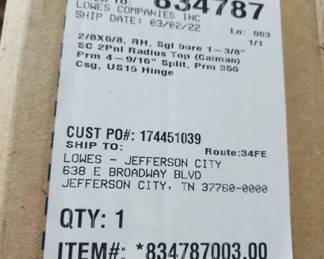 834787
LOWES COMPANIES INC
SHIP DATE: 03/02/22
Ln: 003
1/1
2/8X6/8, RH, Sgl bore 1-3/8"
SC 2Pnl Radius Top (Caiman)
Prm 4-9/16" Split, Prm 356
Csg, US15 Hinge
CUST PO#: 174451039
SHIP TO:
Route:34FE
LOWES - JEFFERSON CITY
638 E BROADWAY BLVD
JEFFERSON CITY, TN 37760-0000
QTY: 1
ITEM#: *834787003.00